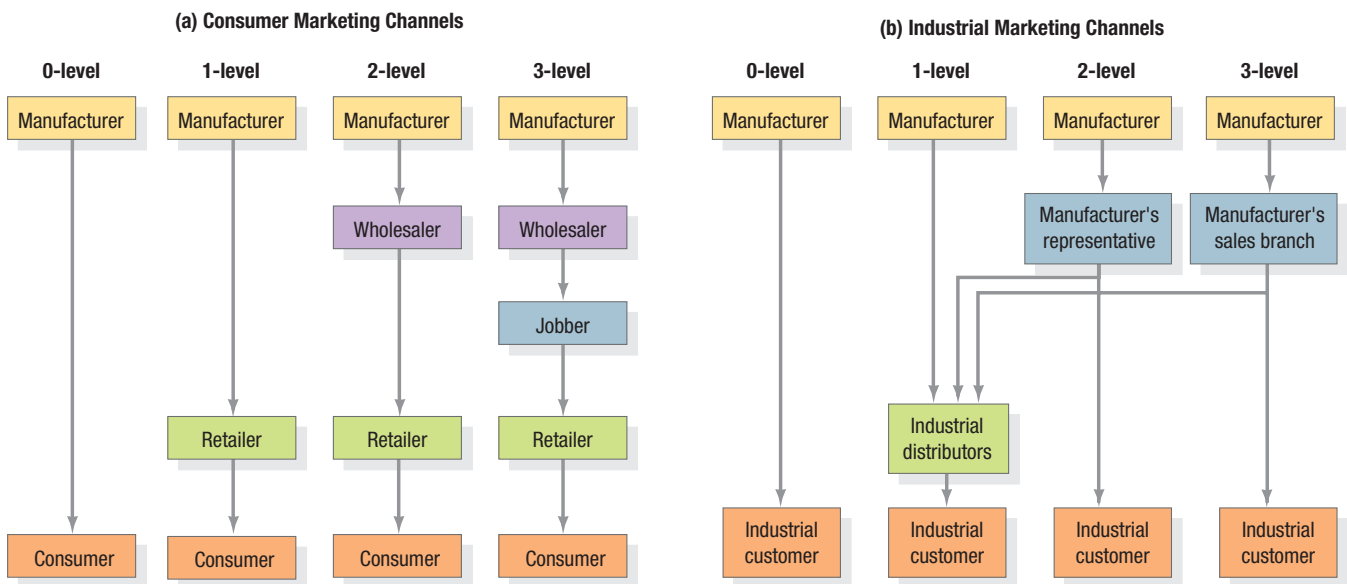 (a) Consumer Marketing Channels
0-level 1-level 2-level 3-level
Manufacturer Manufacturer Manufacturer Manufacturer
Wholesaler Wholesaler
Jobber
Retailer Retailer Retailer
Consumer Consumer Consumer Consumer
(b) Industrial Marketing Channels
0-level 1-level 2-level 3-level
Manufacturer Manufacturer Manufacturer Manufacturer
Manufacturer's
representative
Manufacturer's
sales branch
Industrial
distributors
Industrial
customer
Industrial
customer
Industrial
customer
Industrial
customer